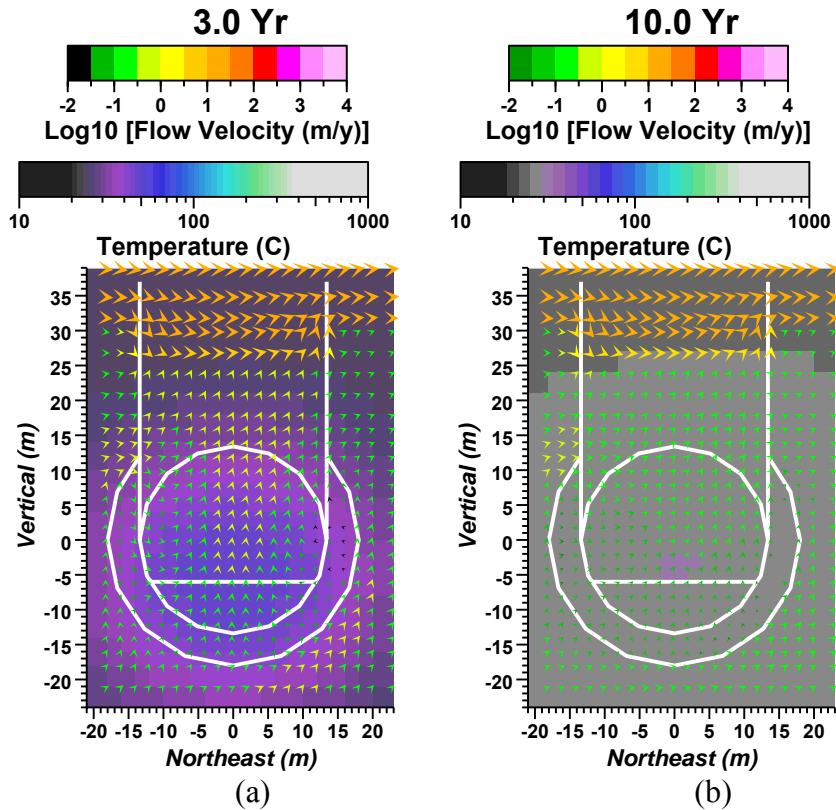 3.0 Yr
10.0 Yr
-2 -1 0 1 2 3 4
Log10 [Flow Velocity (m/y)]
-2 -1 0 1 2 3 4
Log10 [Flow Velocity (m/y)]
10 100 1000
Temperature (C)
10 100 1000
Temperature (C)
Vertical (m)
35
30
25
20
15
10
5
0
-5
-10
-15
-20
-20 -15 -10 -5 0 5 10 15 20
Northeast (m)
(a)
Vertical (m)
35
30
25
20
15
10
5
0
-5
-10
-15
-20
-20 -15 -10 -5 0 5 10 15 20
Northeast (m)
(b)